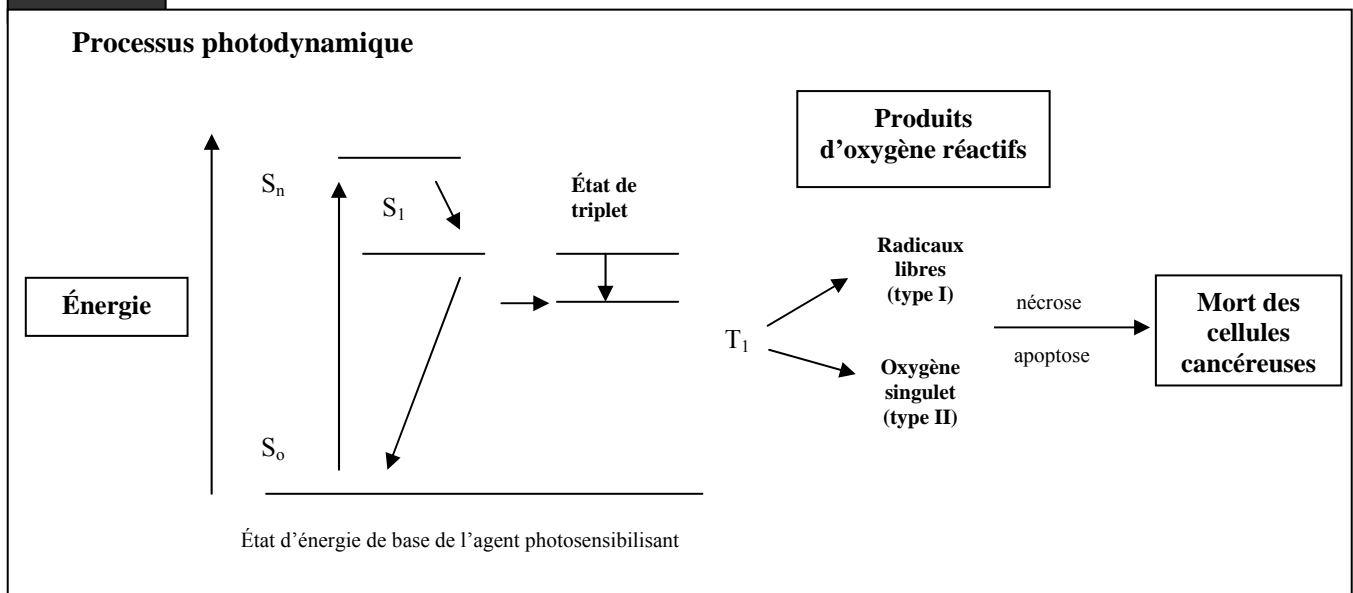 Processus photodynamique
Produits
d'oxygène réactifs
Sn
S1
État de
triplet
Énergie
Radicaux
libres
(type I)
T1
Oxygène
singulet
(type II)
nécrose
apoptose
Mort des
cellules
cancéreuses
So
État d'énergie de base de l'agent photosensibilisant